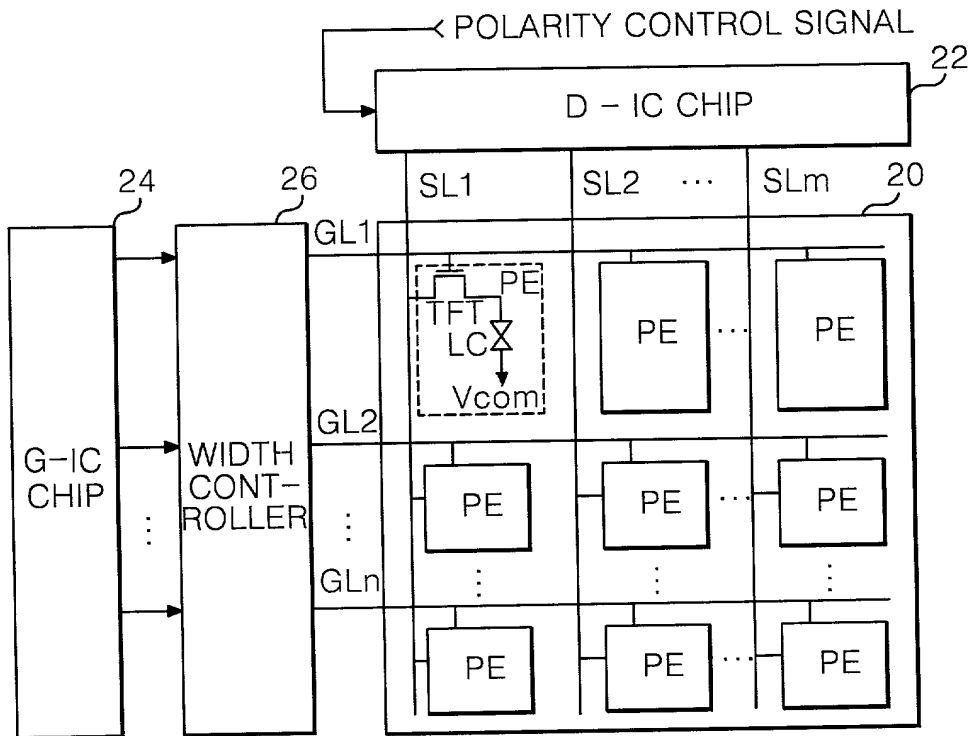 POLARITY CONTROL SIGNAL
22
D – IC CHIP
24
26
SL1 SL2 ··· SLm
20
GL1
PE
TFT
LC
Vcom
PE ··· PE
GL2
G-IC
CHIP
WIDTH
CONT-
ROLLER
PE PE ··· PE
GLn
PE PE ··· PE